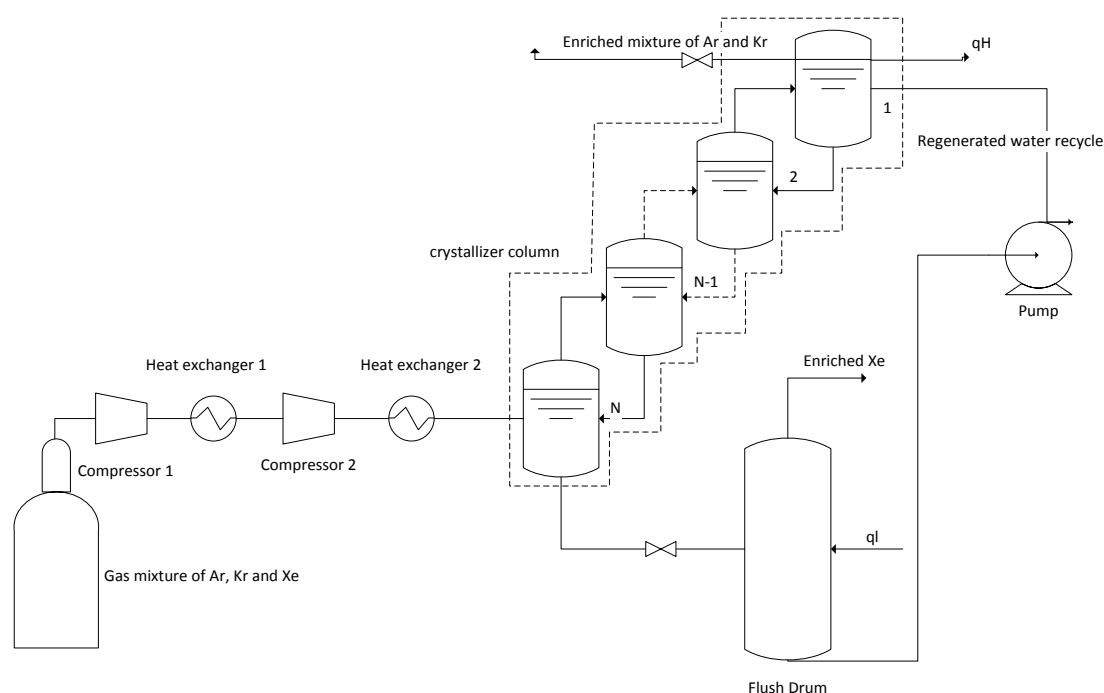 Enriched mixture of Ar and Kr
qH
1
Regenerated water recycle
2
crystallizer column
N-1
Pump
Heat exchanger 1
Heat exchanger 2
Enriched Xe
N
Compressor 1
Compressor 2
ql
Gas mixture of Ar, Kr and Xe
Flush Drum